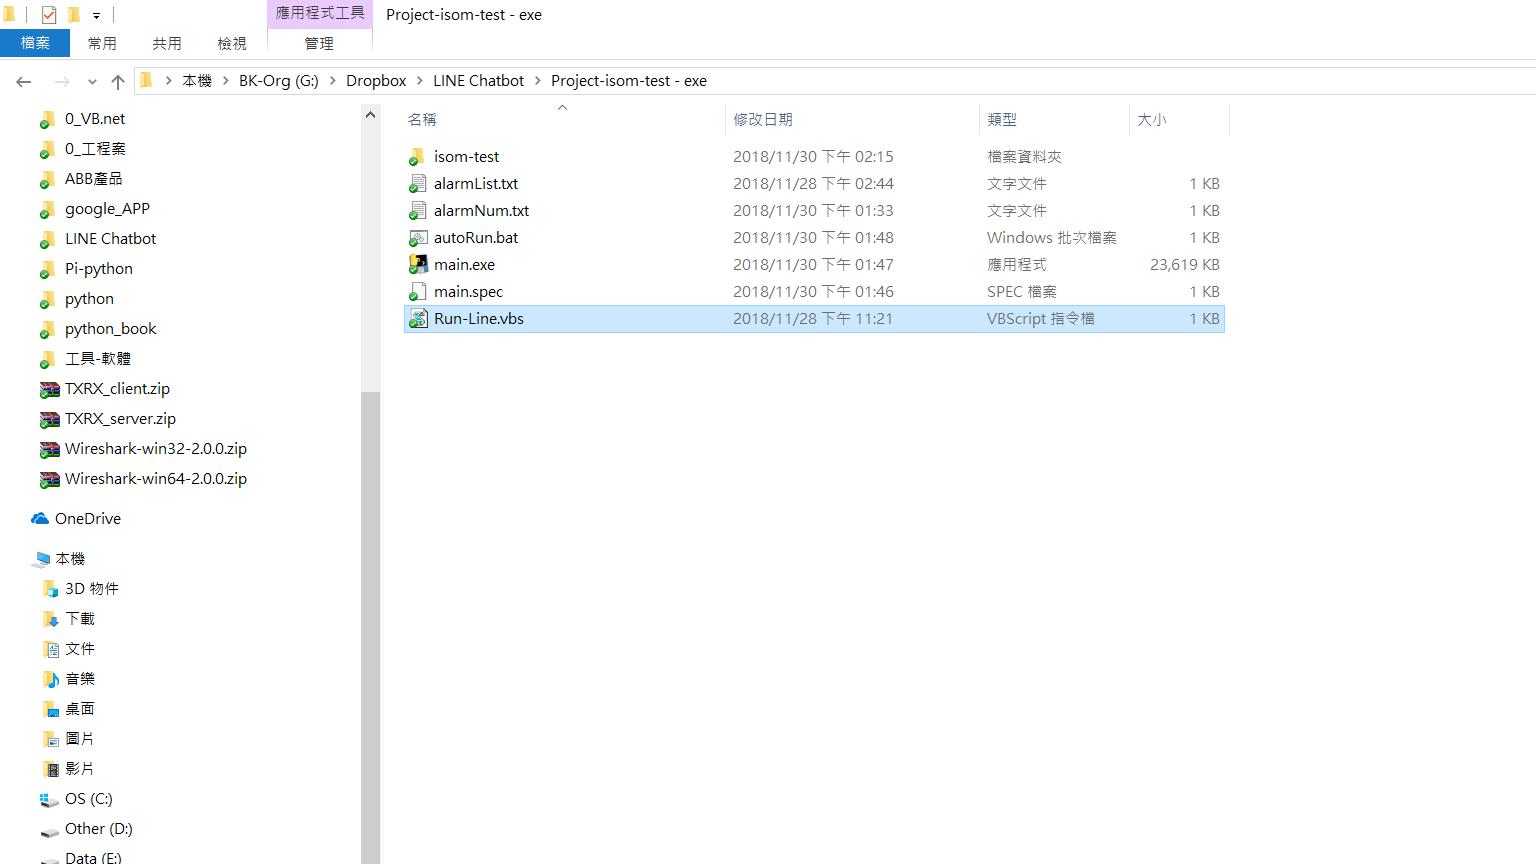 應用程式工具 Project-isom-test - exe
檔案 常用 共用 檢視 管理
本機 BK-Org (G:) Dropbox LINE Chatbot Project-isom-test - exe
0_VB.net
0_工程案
ABB產品
google_APP
LINE Chatbot
Pi-python
python
python_book
工具-軟體
TXRX_client.zip
TXRX_server.zip
Wireshark-win32-2.0.0.zip
Wireshark-win64-2.0.0.zip
OneDrive
本機
3D 物件
下載
文件
音樂
桌面
圖片
影片
OS (C:)
Other (D:)
Data (E:)
名稱 修改日期 類型 大小
isom-test 2018/11/30 下午 02:15 檔案資料夾
alarmList.txt 2018/11/28 下午 02:44 文字文件 1 KB
alarmNum.txt 2018/11/30 下午 01:33 文字文件 1 KB
autoRun.bat 2018/11/30 下午 01:48 Windows 批次檔案 1 KB
main.exe 2018/11/30 下午 01:47 應用程式 23,619 KB
main.spec 2018/11/30 下午 01:46 SPEC 檔案 1 KB
Run-Line.vbs 2018/11/28 下午 11:21 VBScript 指令檔 1 KB